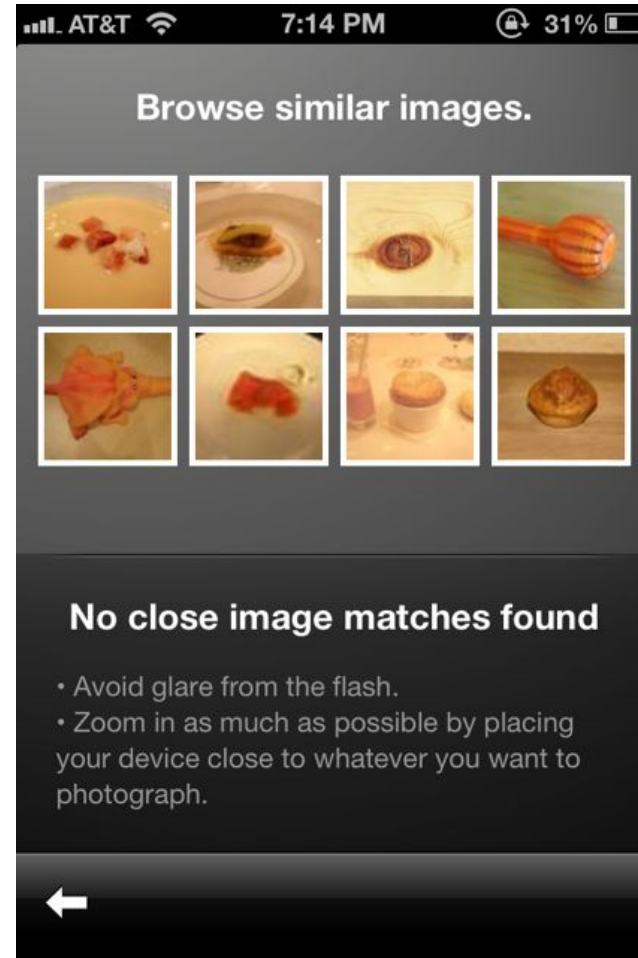 AT&T 7:14 PM 31%
Browse similar images.
No close image matches found
• Avoid glare from the flash.
• Zoom in as much as possible by placing
your device close to whatever you want to
photograph.